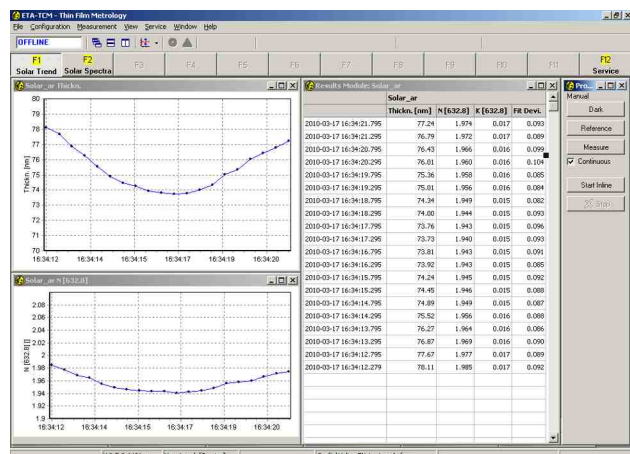 ETA-TCM - Thin Film Metrology
File Configuration Measurement View Service Window Help
OFFLINE
F1 F2 F3 F4 F5 F6 F7 F8 F9 F10 F11 F12
Solar Trend Solar Spectra Service
Solar_ar Thickn.
80
79
78
77
76
75
74
73
72
71
70
Thickn. [nm]
16:34:12 16:34:14 16:34:15 16:34:17 16:34:19 16:34:20
Solar_ar N [632.8]
2.08
2.06
2.04
2.02
2
1.98
1.96
1.94
1.92
1.9
N [632.8] []
16:34:12 16:34:14 16:34:15 16:34:17 16:34:19 16:34:20
Results Module: Solar_ar
Solar_ar
Thickn. [nm] N [632.8] K [632.8] Fit Devi.
2010-03-17 16:34:21.795 77.24 1.974 0.017 0.093
2010-03-17 16:34:21.295 76.79 1.972 0.017 0.089
2010-03-17 16:34:20.795 76.43 1.966 0.016 0.099
2010-03-17 16:34:20.295 76.01 1.960 0.016 0.104
2010-03-17 16:34:19.795 75.36 1.958 0.016 0.085
2010-03-17 16:34:19.295 75.01 1.956 0.016 0.084
2010-03-17 16:34:18.795 74.34 1.949 0.015 0.082
2010-03-17 16:34:18.295 74.00 1.944 0.015 0.093
2010-03-17 16:34:17.795 73.76 1.943 0.015 0.096
2010-03-17 16:34:17.295 73.73 1.940 0.015 0.093
2010-03-17 16:34:16.795 73.81 1.943 0.015 0.091
2010-03-17 16:34:16.295 73.92 1.943 0.015 0.085
2010-03-17 16:34:15.795 74.24 1.945 0.015 0.092
2010-03-17 16:34:15.295 74.45 1.946 0.015 0.088
2010-03-17 16:34:14.795 74.89 1.949 0.015 0.087
2010-03-17 16:34:14.295 75.52 1.956 0.016 0.088
2010-03-17 16:34:13.795 76.27 1.964 0.016 0.086
2010-03-17 16:34:13.295 76.87 1.969 0.016 0.090
2010-03-17 16:34:12.795 77.67 1.977 0.017 0.089
2010-03-17 16:34:12.279 78.11 1.985 0.017 0.092
Pro...
Manual
Dark
Reference
Measure
Continuous
Start Inline
Stop